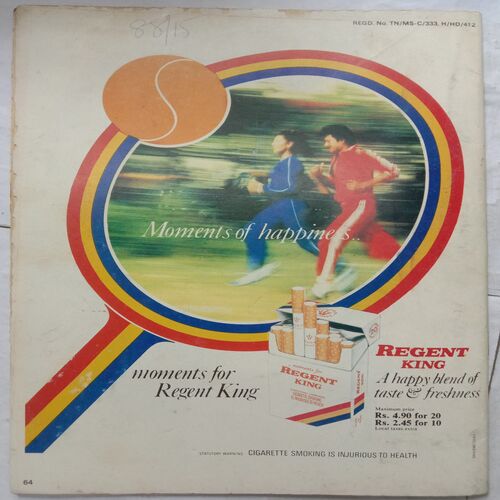 88/15
REGD. No. TN/MS-C/333, H/HD/412
Moments of happiness...
moments for
Regent King
REGENT
KING
REGENT
KING
A happy blend of
taste & freshness
Maximum price
Rs. 4.90 for 20
Rs. 2.45 for 10
Local taxes extra
STATUTORY WARNING CIGARETTE SMOKING IS INJURIOUS TO HEALTH
64